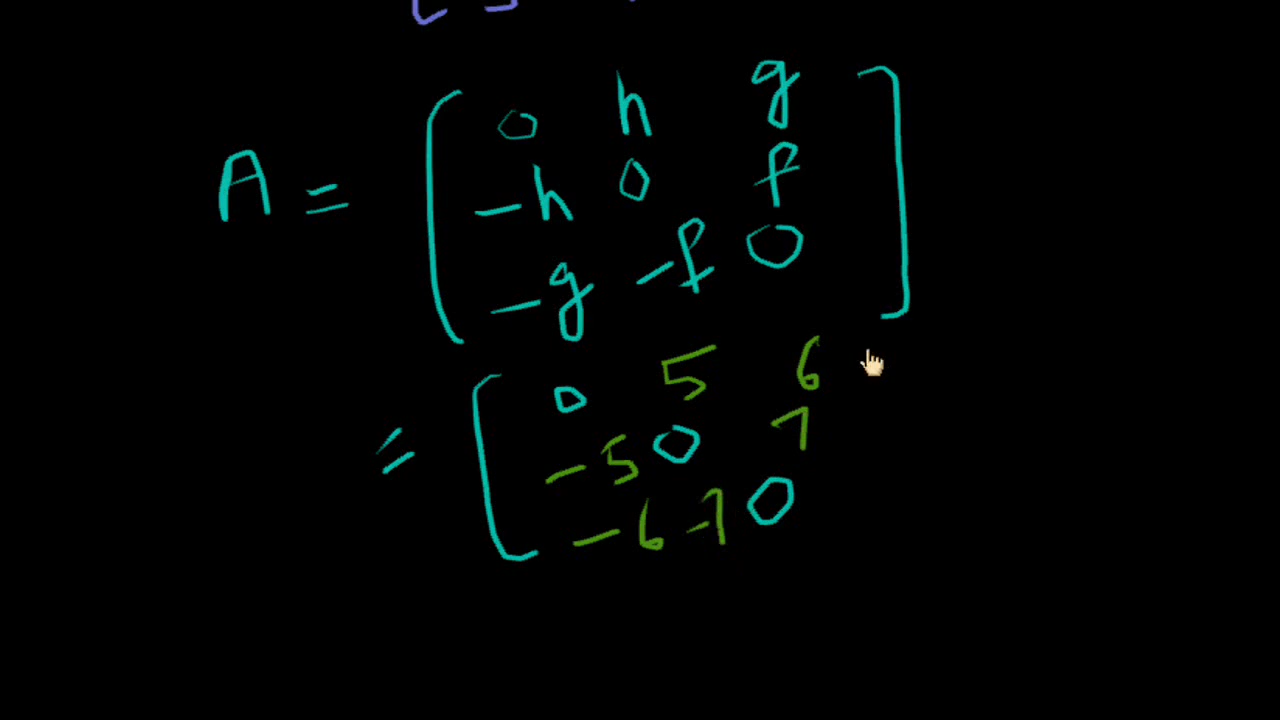 A = [ 0 h g
-h 0 f
-g -f 0 ]
= [ 0 5 6
-5 0 7
-6 -7 0